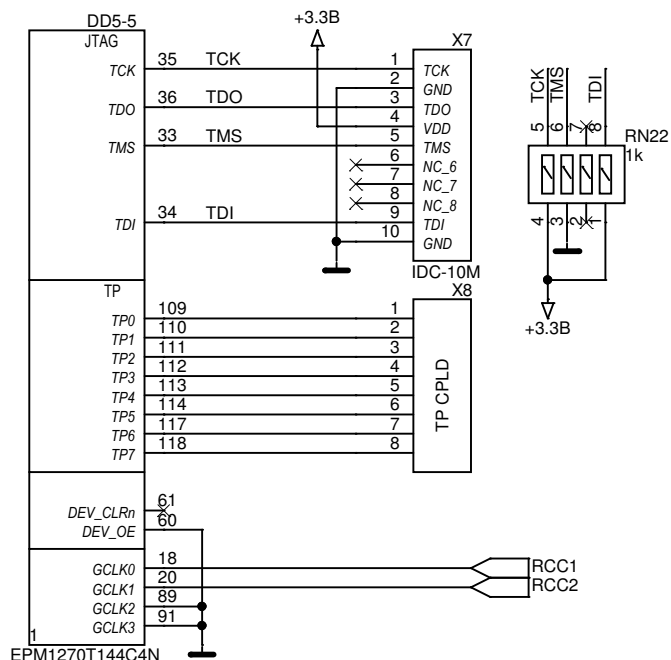 DD5-5
JTAG
TCK 35 TCK
TDO 36 TDO
TMS 33 TMS
TDI 34 TDI
+3.3В
X7
1 TCK
2 GND
3 TDO
4 VDD
5 TMS
6 NC_6
7 NC_7
8 NC_8
9 TDI
10 GND
IDC-10M
TCK
TMS
TDI
5 6 7 8
RN22
1k
4 3 2 1
+3.3В
TP
TP0 109
TP1 110
TP2 111
TP3 112
TP4 113
TP5 114
TP6 117
TP7 118
X8
1
2
3
4
5
6
7
8
TP CPLD
DEV_CLRn 61
DEV_OE 60
GCLK0 18
GCLK1 20
GCLK2 89
GCLK3 91
RCC1
RCC2
1
EPM1270T144C4N